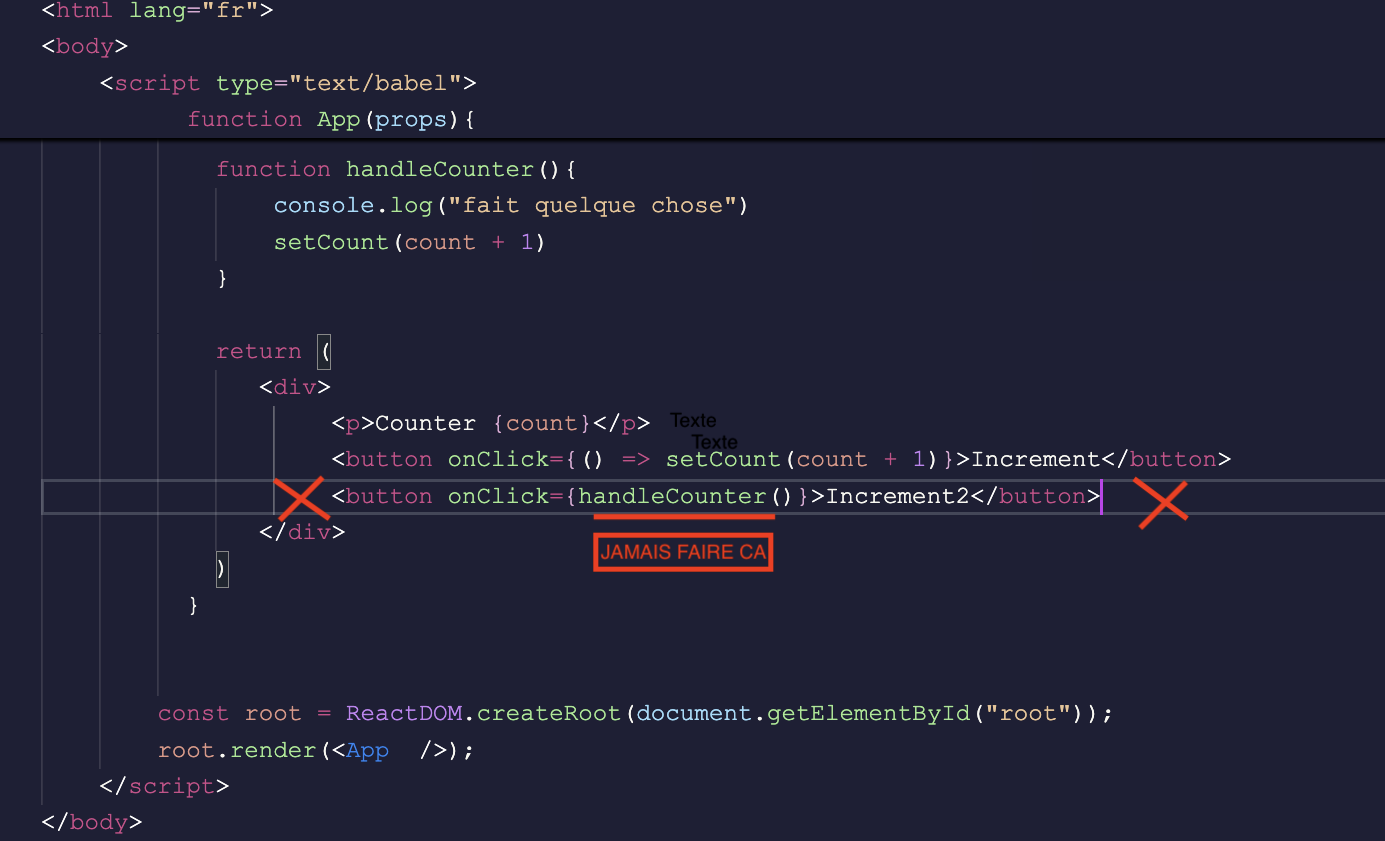 <html lang="fr">
<body>
<script type="text/babel">
function App(props){
function handleCounter(){
console.log("fait quelque chose")
setCount(count + 1)
}
return (
<div>
<p>Counter {count}</p> Texte
Texte
<button onClick={() => setCount(count + 1)}>Increment</button>
<button onClick={handleCounter()}>Increment2</button>
</div>
JAMAIS FAIRE CA
)
}
const root = ReactDOM.createRoot(document.getElementById("root"));
root.render(<App  />);
</script>
</body>